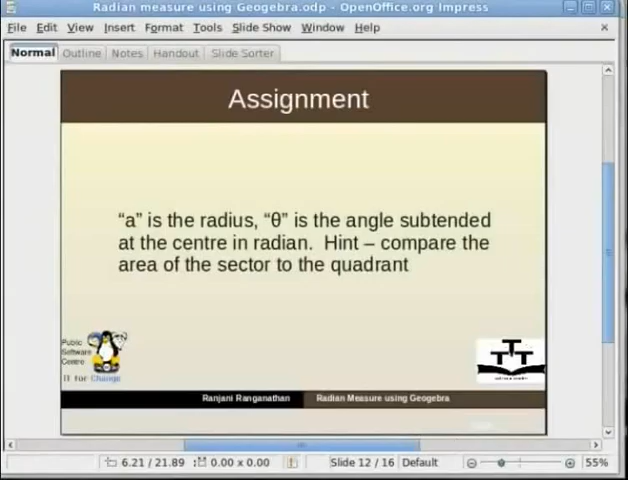 Radian measure using Geogebra.odp - OpenOffice.org Impress
File Edit View Insert Format Tools Slide Show Window Help
Normal Outline Notes Handout Slide Sorter
Assignment
“a” is the radius, “θ” is the angle subtended
at the centre in radian. Hint – compare the
area of the sector to the quadrant
Public
Software
Centre
IT for Change
Ranjani Ranganathan Radian Measure using Geogebra
6.21 / 21.89 0.00 x 0.00 Slide 12 / 16 Default 55%